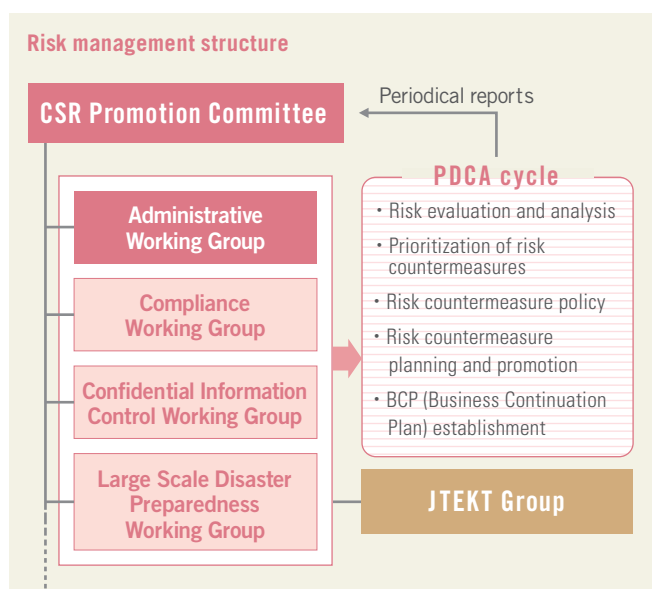 Risk management structure
CSR Promotion Committee
Periodical reports
Administrative
Working Group
Compliance
Working Group
Confidential Information
Control Working Group
Large Scale Disaster
Preparedness
Working Group
PDCA cycle
・Risk evaluation and analysis
・Prioritization of risk
countermeasures
・Risk countermeasure policy
・Risk countermeasure
planning and promotion
・BCP (Business Continuation
Plan) establishment
JTEKT Group